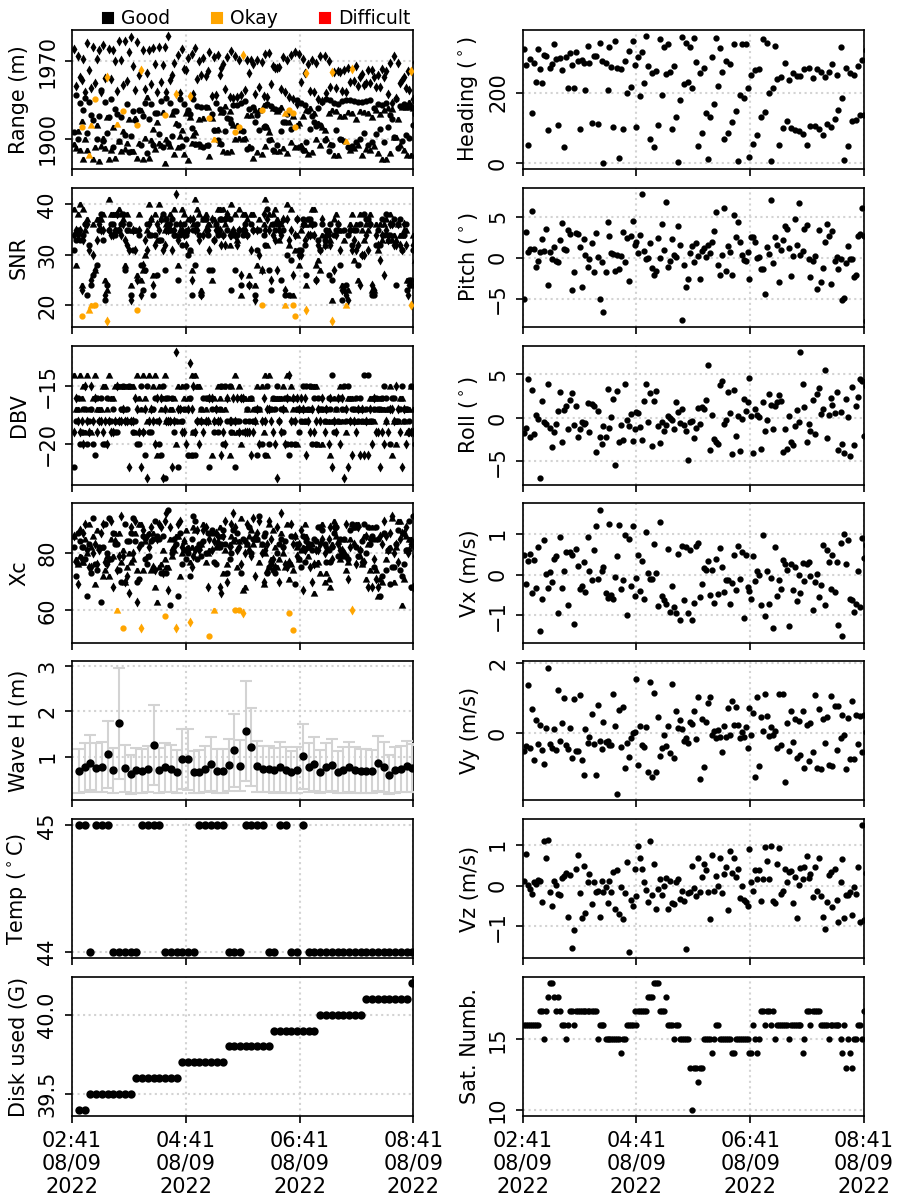 Good Okay Difficult
Range (m)
1970
1900
Heading (°)
200
0
SNR
40
30
20
Pitch (°)
5
0
−5
DBV
−15
−20
Roll (°)
5
0
−5
Xc
80
60
Vx (m/s)
1
0
−1
Wave H (m)
3
2
1
Vy (m/s)
2
0
Temp (°C)
45
44
Vz (m/s)
1
0
−1
Disk used (G)
40.0
39.5
Sat. Numb.
15
10
02:41 04:41 06:41 08:41 02:41 04:41 06:41 08:41
08/09 08/09 08/09 08/09 08/09 08/09 08/09 08/09
2022 2022 2022 2022 2022 2022 2022 2022